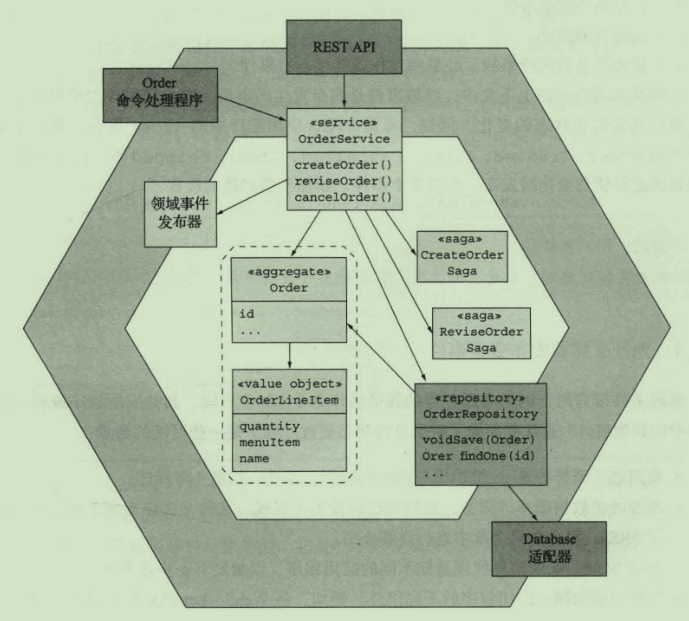 REST API
Order
命令处理程序
«service»
OrderService
createOrder()
reviseOrder()
cancelOrder()
领域事件
发布器
«saga»
CreateOrder
Saga
«aggregate»
Order
id
...
«saga»
ReviseOrder
Saga
«value object»
OrderLineItem
quantity
menuItem
name
«repository»
OrderRepository
voidSave(Order)
Orer findOne(id)
...
Database
适配器